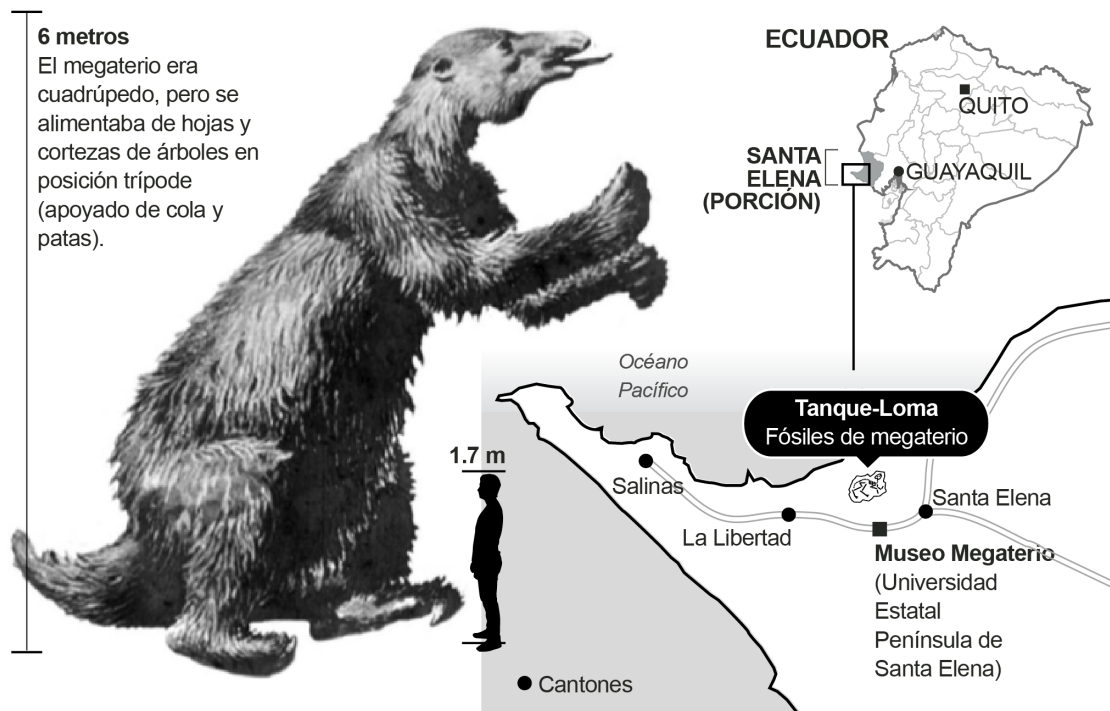 6 metros
El megaterio era
cuadrúpedo, pero se
alimentaba de hojas y
cortezas de árboles en
posición trípode
(apoyado de cola y
patas).
ECUADOR
QUITO
SANTA
ELENA
(PORCIÓN)
GUAYAQUIL
Océano
Pacífico
Tanque-Loma
Fósiles de megaterio
1.7 m
Salinas
La Libertad
Santa Elena
Museo Megaterio
(Universidad
Estatal
Península de
Santa Elena)
Cantones